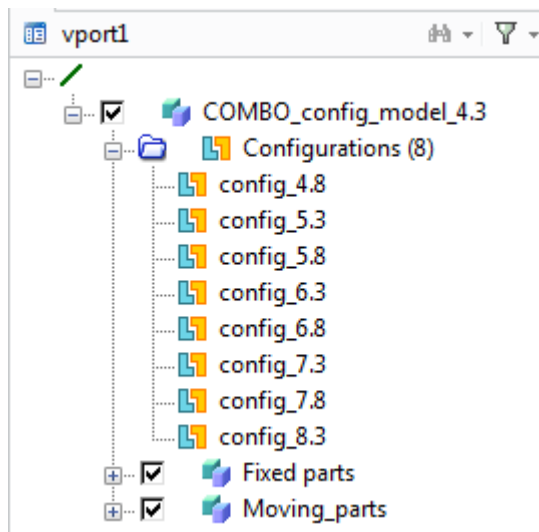 vport1
COMBO_config_model_4.3
Configurations (8)
config_4.8
config_5.3
config_5.8
config_6.3
config_6.8
config_7.3
config_7.8
config_8.3
Fixed parts
Moving_parts